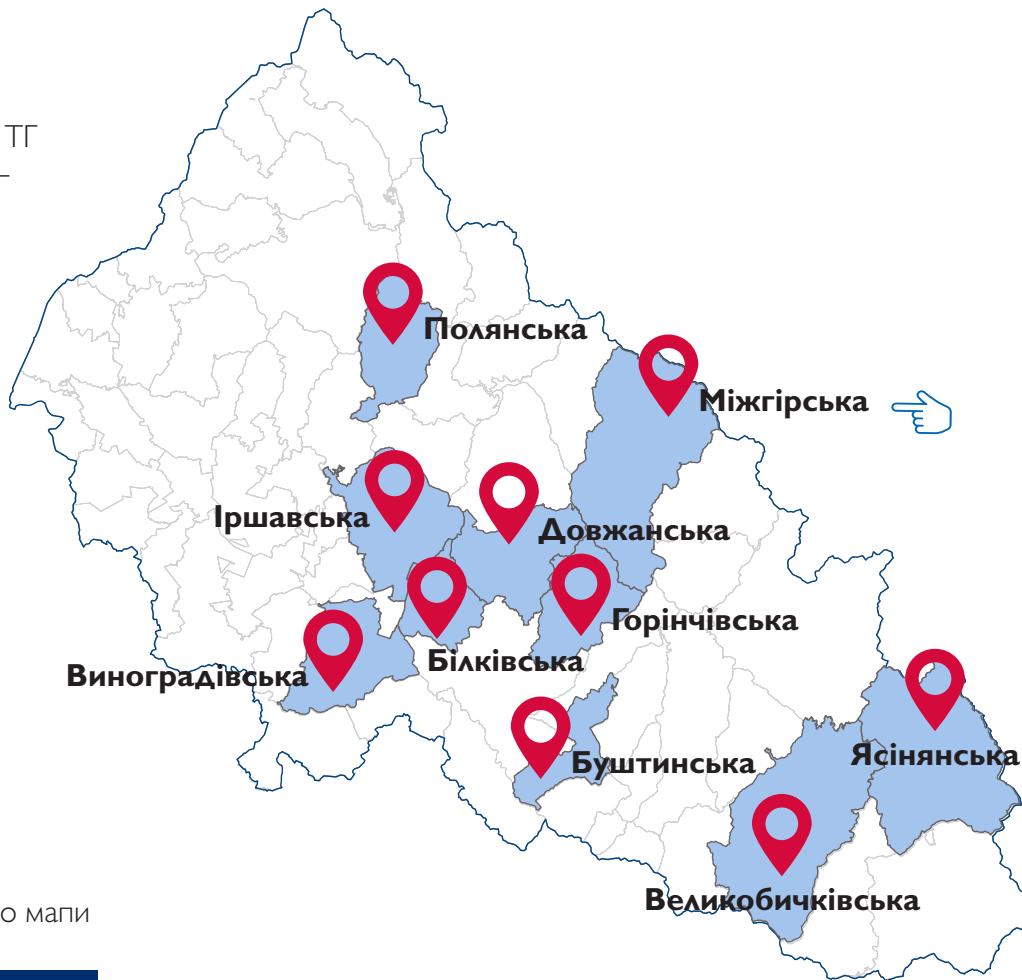 ТГ
Полянська
Міжгірська
Іршавська
Довжанська
Горінчівська
Білківська
Виноградівська
Буштинська
Ясінянська
Великобичківська
о мапи